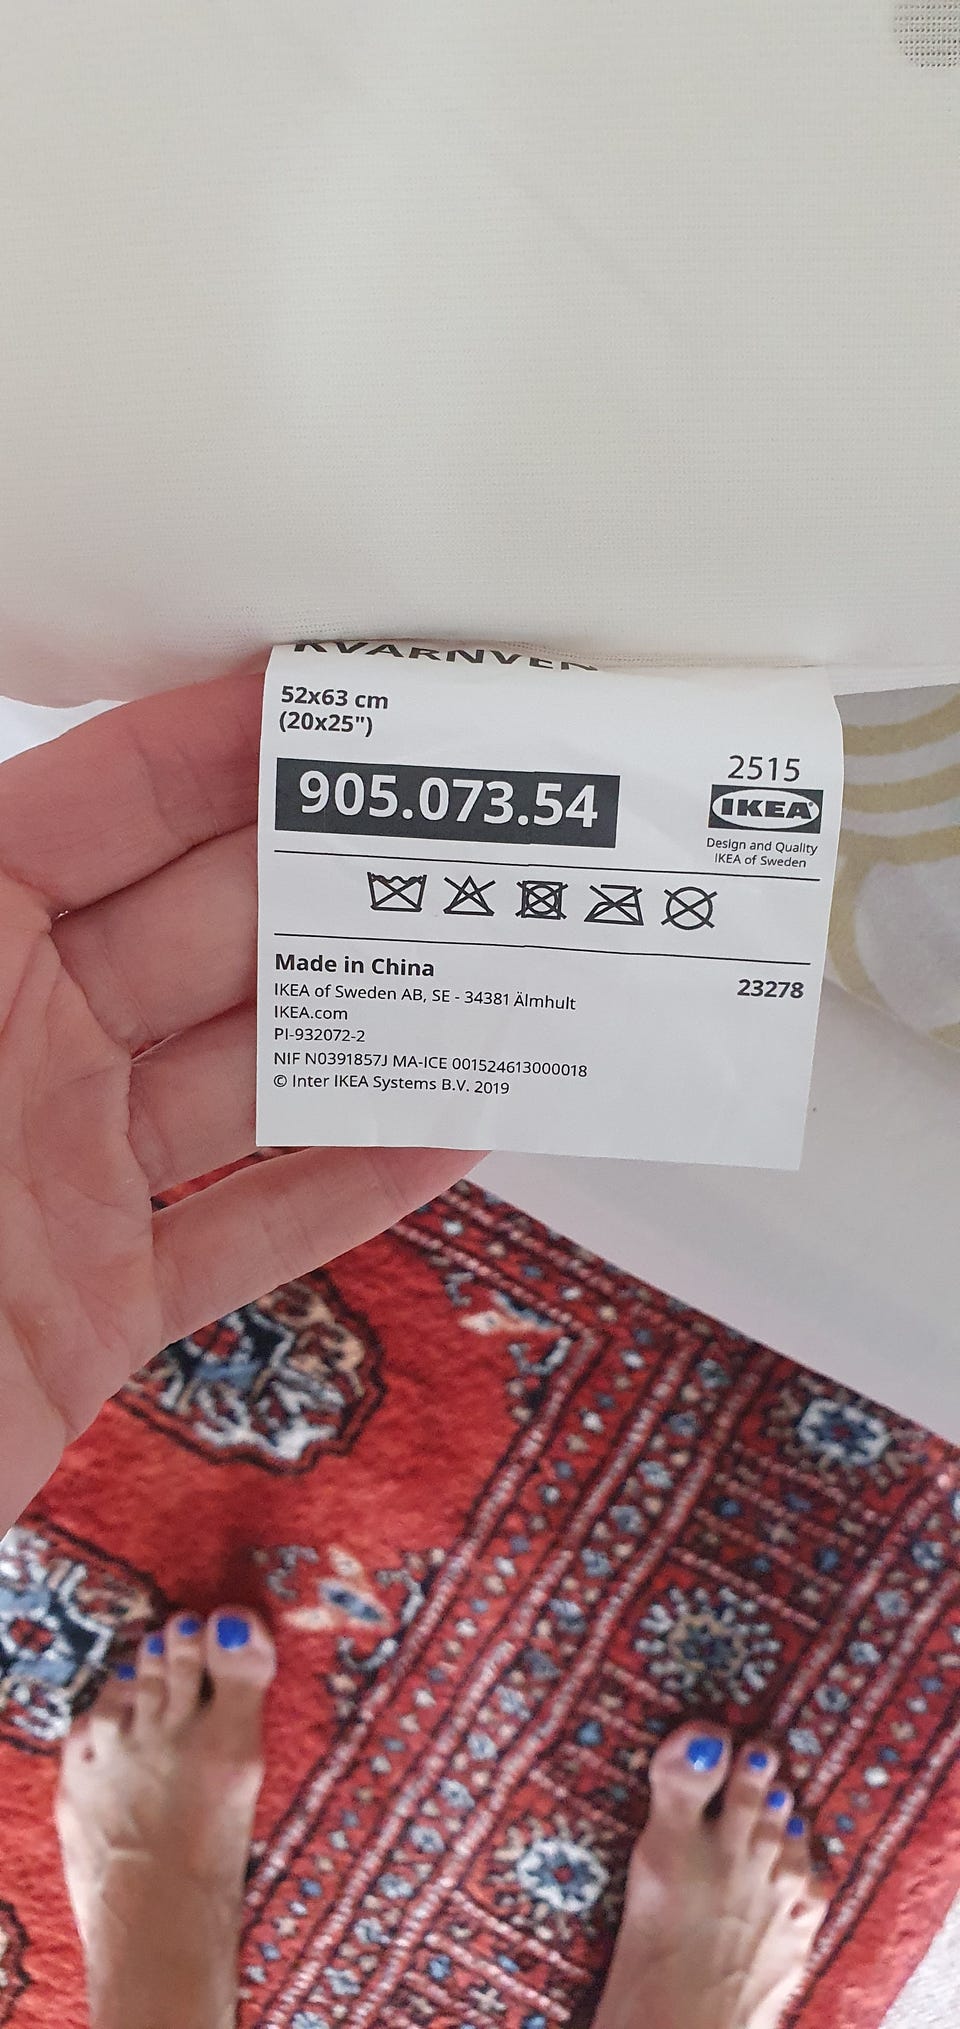 KVARNVEN
52x63 cm
(20x25")
905.073.54
2515
IKEA
Design and Quality
IKEA of Sweden
Made in China
23278
IKEA of Sweden AB, SE - 34381 Älmhult
IKEA.com
PI-932072-2
NIF N0391857J MA-ICE 001524613000018
© Inter IKEA Systems B.V. 2019